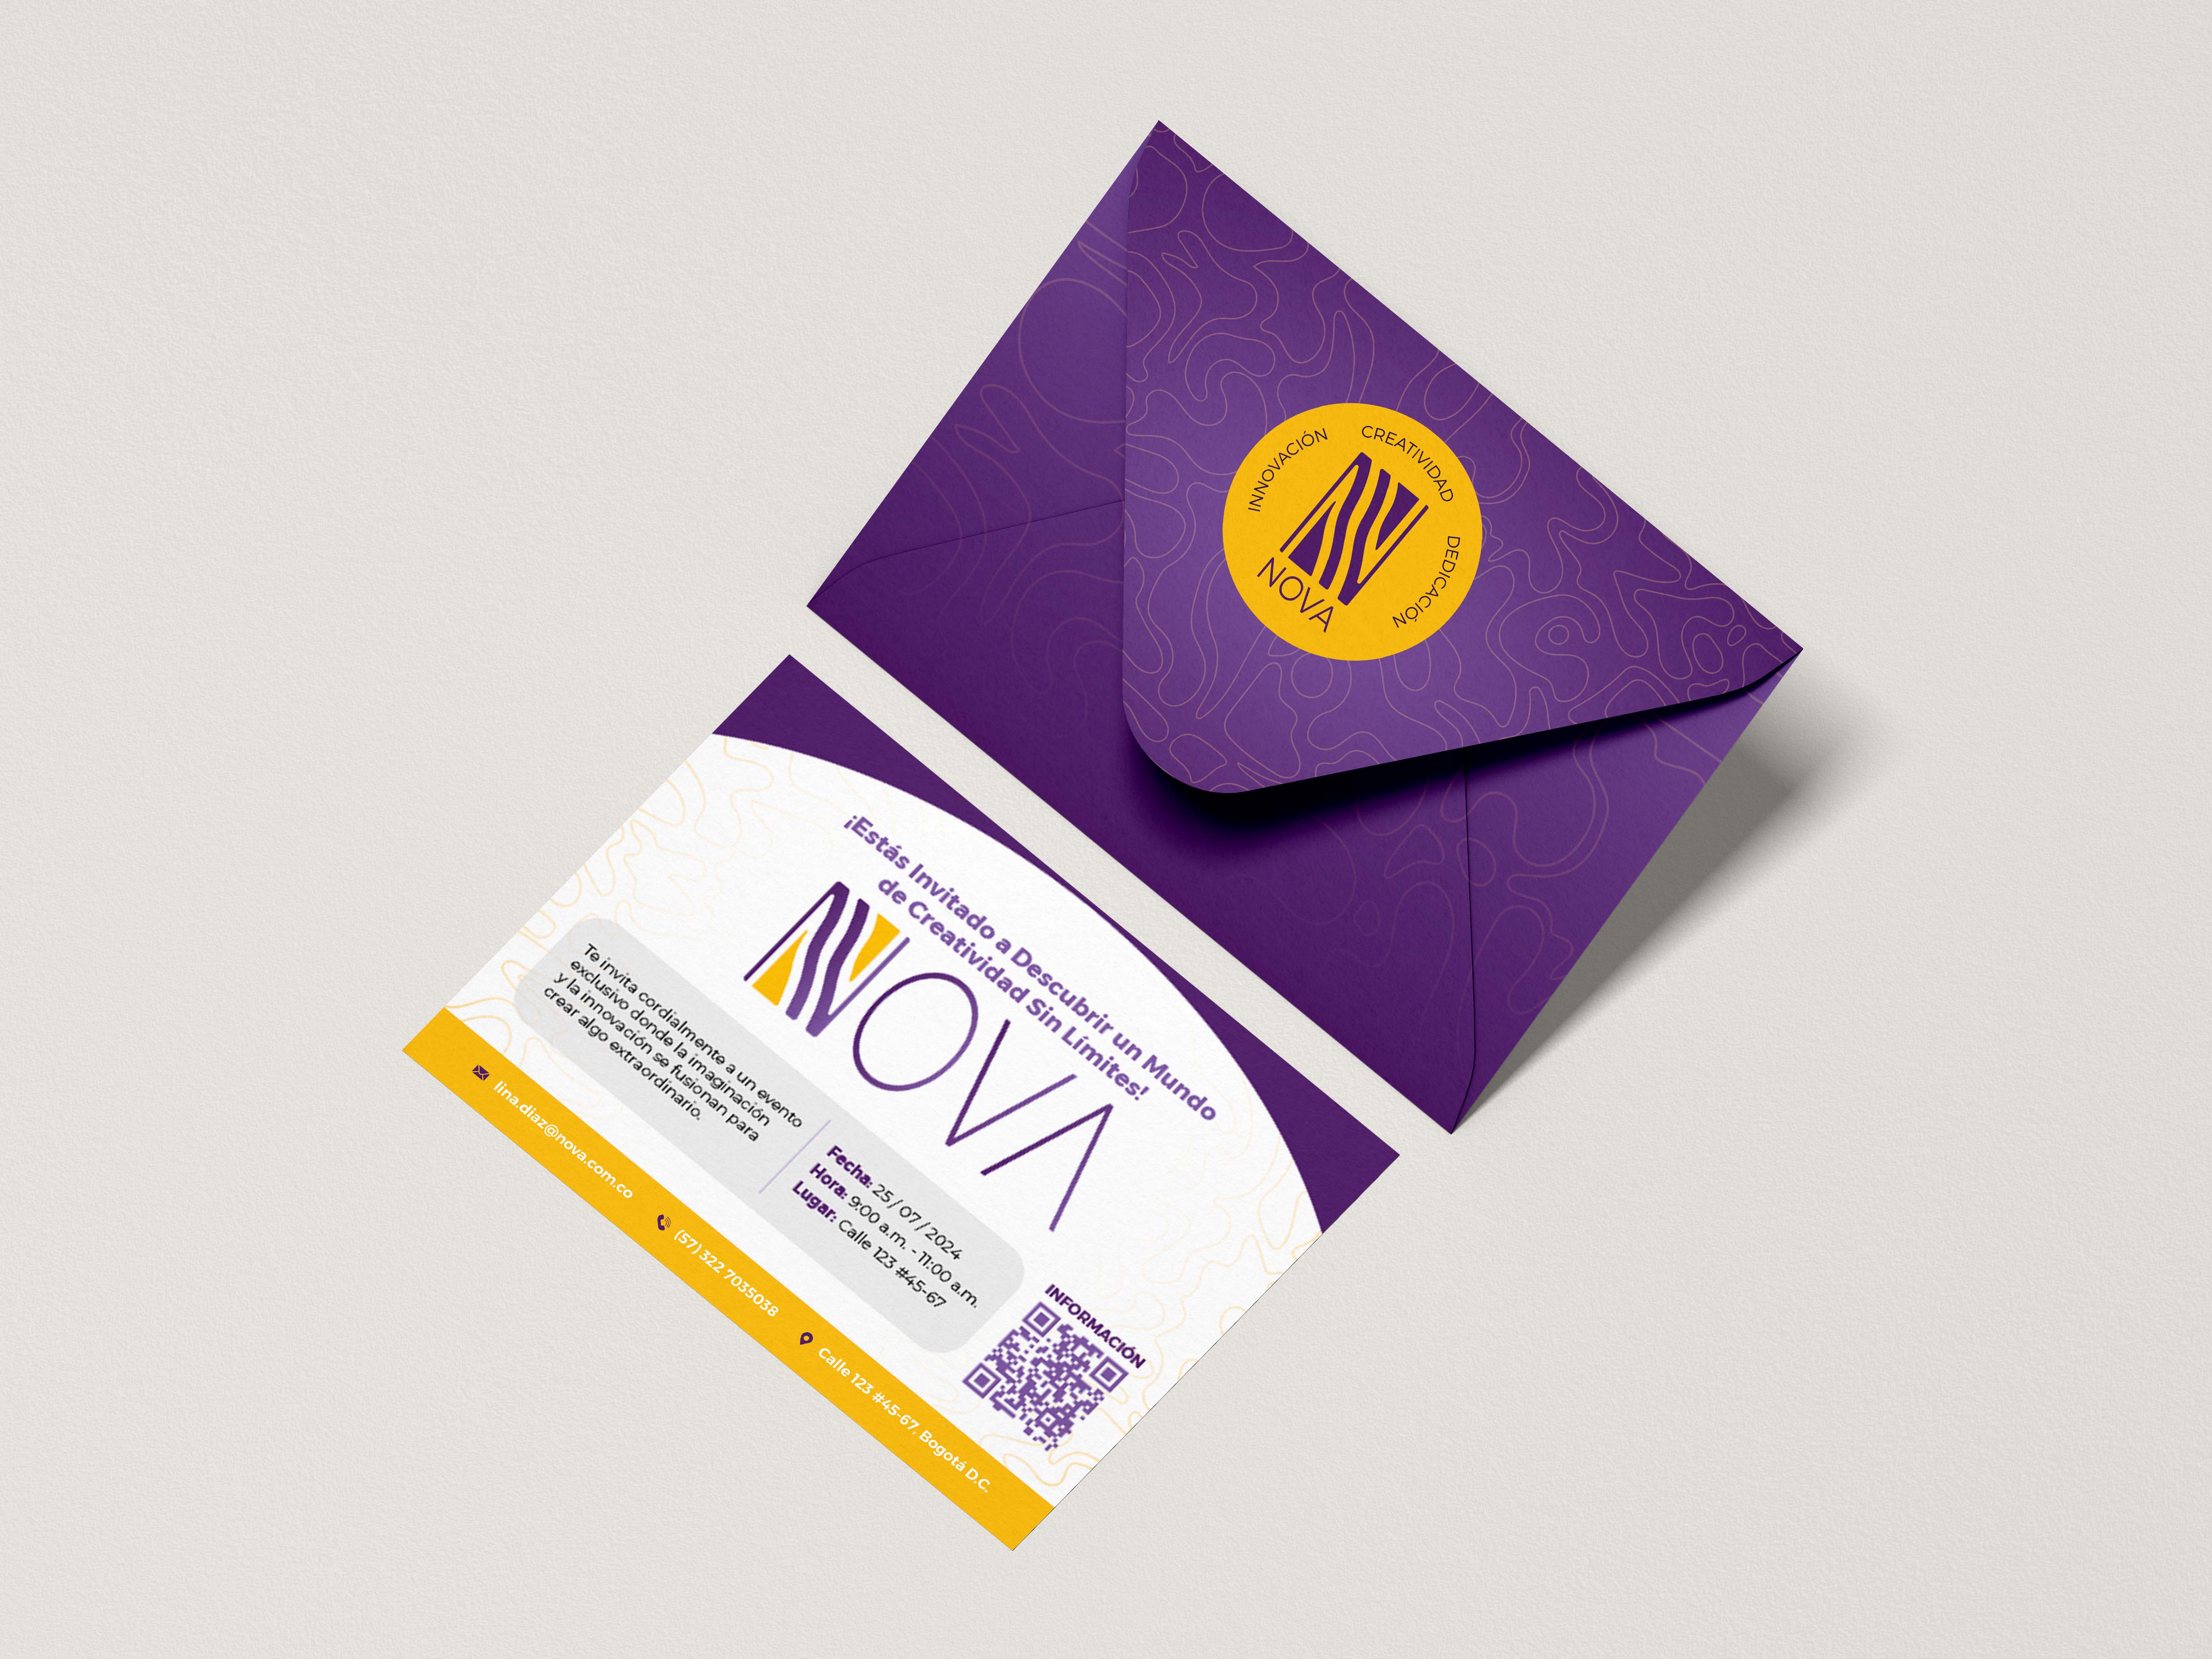 INNOVACIÓN
CREATIVIDAD
DEDICACIÓN
NOVA
¡Estás Invitado a Descubrir un Mundo
de Creatividad Sin Límites!
NOVA
Te invita cordialmente a un evento
exclusivo donde la imaginación
y la innovación se fusionan para
crear algo extraordinario.
Fecha: 25 / 07 / 2024
Hora: 9:00 a.m. - 11:00 a.m.
Lugar: Calle 123 #45-67
INFORMACIÓN
lina.diaz@nova.com.co
(57) 322 7035038
Calle 123 #45-67, Bogotá D.C.